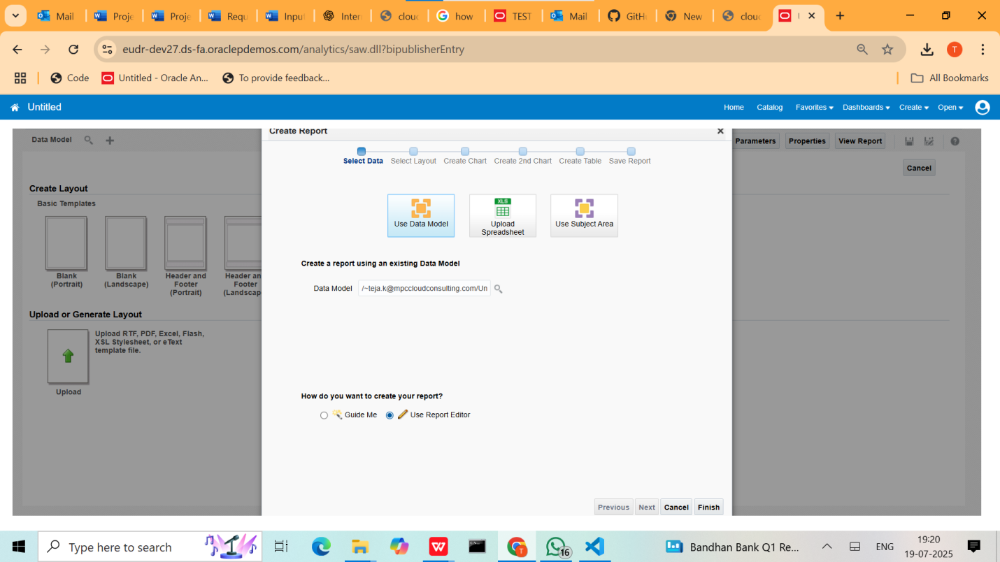 Mail
Proje
Proje
Requ
Input
Inter
clouc
how
TEST
Mail
GitHu
New
clouc
eudr-dev27.ds-fa.oraclepdemos.com/analytics/saw.dll?bipublisherEntry
T
Code
Untitled - Oracle An...
To provide feedback...
All Bookmarks
Untitled
Home
Catalog
Favorites
Dashboards
Create
Open
Data Model
Create Report
Parameters
Properties
View Report
Select Data
Select Layout
Create Chart
Create 2nd Chart
Create Table
Save Report
Cancel
Create Layout
Basic Templates
Blank
(Portrait)
Blank
(Landscape)
Header and
Footer
(Portrait)
Header an
Footer
(Landscap
XLS
Use Data Model
Upload
Spreadsheet
Use Subject Area
Create a report using an existing Data Model
Data Model
/~teja.k@mpccloudconsulting.com/Un
Upload or Generate Layout
Upload RTF, PDF, Excel, Flash,
XSL Stylesheet, or eText
template file.
Upload
How do you want to create your report?
Guide Me
Use Report Editor
Previous
Next
Cancel
Finish
Type here to search
W
T
16
Bandhan Bank Q1 Re...
ENG
19:20
19-07-2025